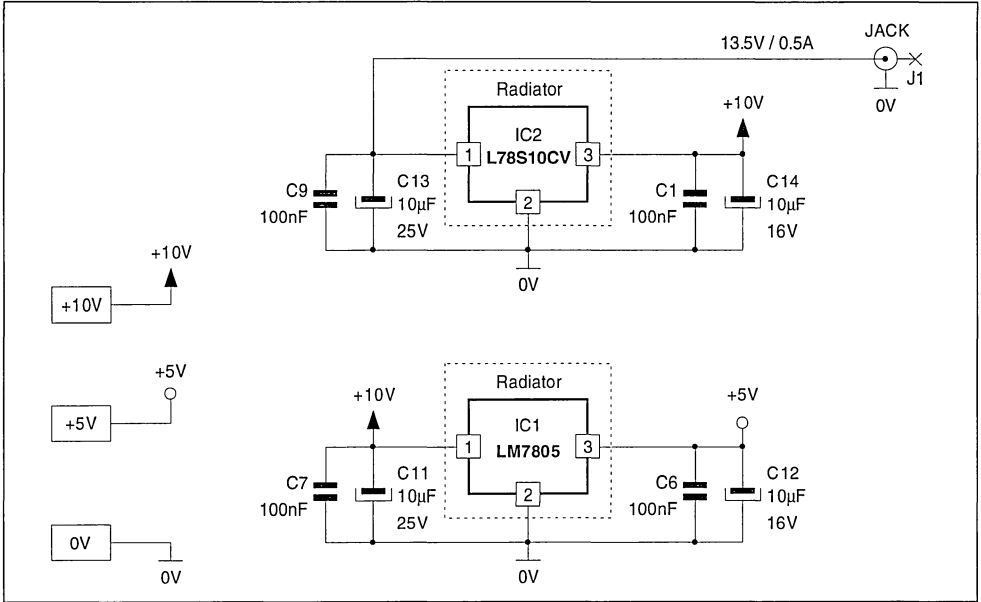 JACK
13.5V / 0.5A
J1
0V
Radiator
+10V
IC2
1
L78S10CV
3
2
C9
100nF
C13
10µF
25V
C1
100nF
C14
10µF
16V
0V
+10V
+10V
+5V
+5V
0V
0V
Radiator
+10V
+5V
IC1
1
LM7805
3
2
C7
100nF
C11
10µF
25V
C6
100nF
C12
10µF
16V
0V